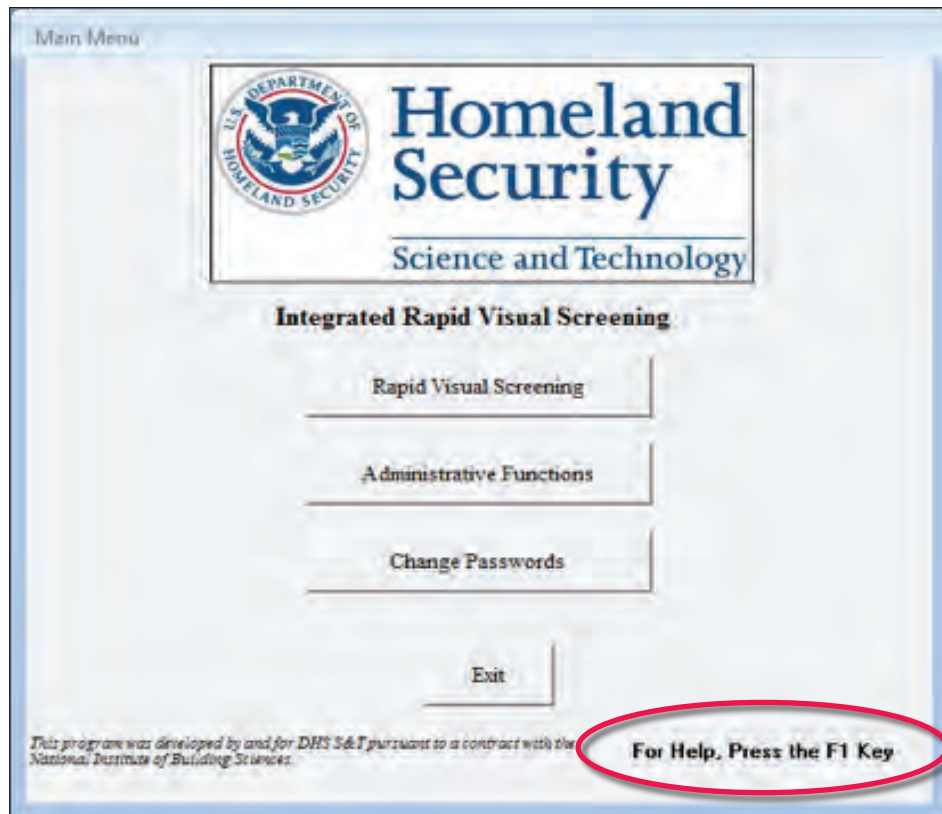 Main Menu
U.S. DEPARTMENT OF
HOMELAND SECURITY
Homeland
Security
Science and Technology
Integrated Rapid Visual Screening
Rapid Visual Screening
Administrative Functions
Change Passwords
Exit
This program was developed by and for DHS S&T pursuant to a contract with the
National Institute of Building Sciences.
For Help, Press the F1 Key